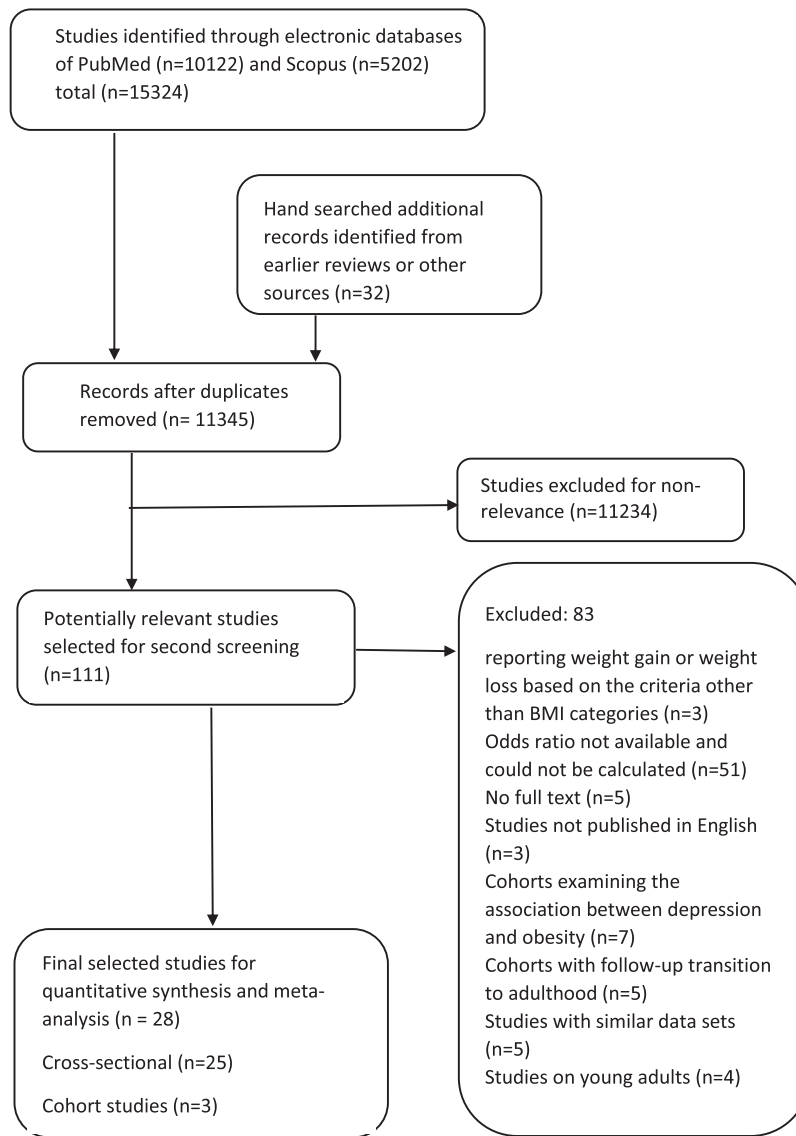 Studies identified through electronic databases
of PubMed (n=10122) and Scopus (n=5202)
total (n=15324)
Hand searched additional
records identified from
earlier reviews or other
sources (n=32)
Records after duplicates
removed (n= 11345)
Studies excluded for non-
relevance (n=11234)
Potentially relevant studies
selected for second screening
(n=111)
Excluded: 83
reporting weight gain or weight
loss based on the criteria other
than BMI categories (n=3)
Odds ratio not available and
could not be calculated (n=51)
No full text (n=5)
Studies not published in English
(n=3)
Cohorts examining the
association between depression
and obesity (n=7)
Cohorts with follow-up transition
to adulthood (n=5)
Studies with similar data sets
(n=5)
Studies on young adults (n=4)
Final selected studies for
quantitative synthesis and meta-
analysis (n = 28)
Cross-sectional (n=25)
Cohort studies (n=3)